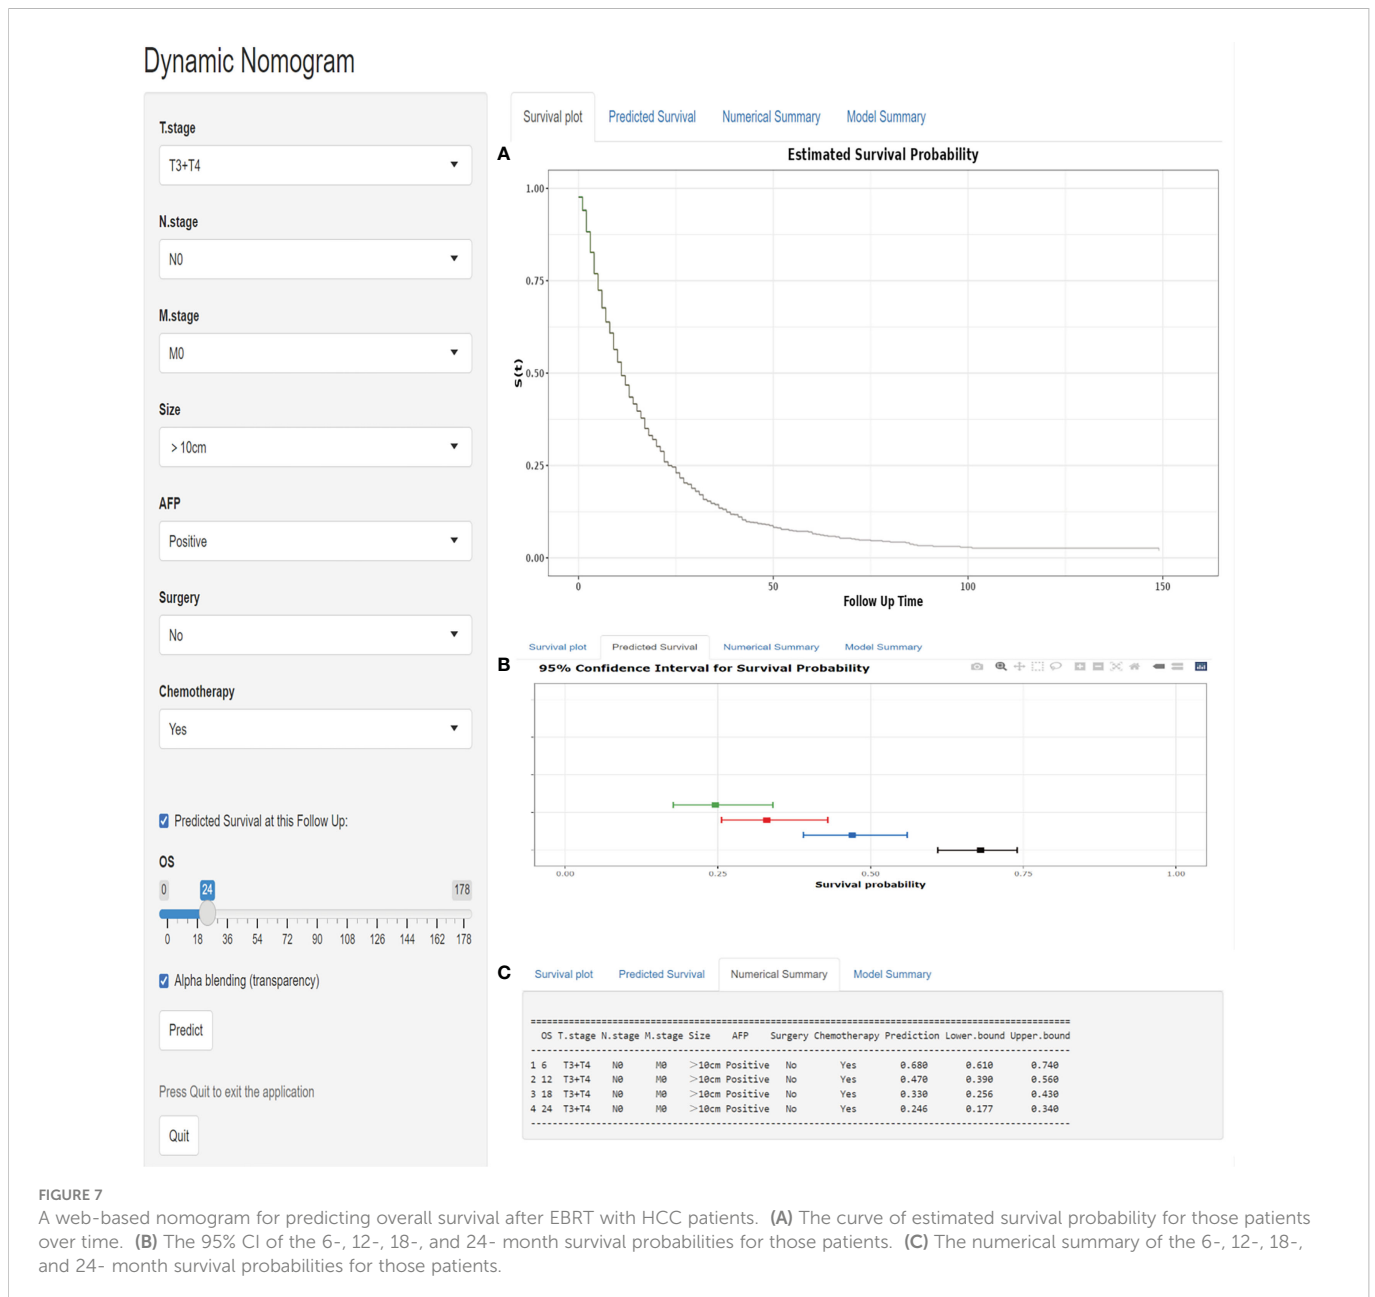 Dynamic Nomogram
T.stage
T3+T4
N.stage
N0
M.stage
M0
Size
> 10cm
AFP
Positive
Surgery
No
Chemotherapy
Yes
Predicted Survival at this Follow Up:
OS
0 24 178
0 18 36 54 72 90 108 126 144 162 178
Alpha blending (transparency)
Predict
Press Quit to exit the application
Quit
Survival plot Predicted Survival Numerical Summary Model Summary
A
Estimated Survival Probability
1.00
0.75
0.50
0.25
0.00
S(t)
0 50 100 150
Follow Up Time
Survival plot Predicted Survival Numerical Summary Model Summary
B
95% Confidence Interval for Survival Probability
0.00 0.25 0.50 0.75 1.00
Survival probability
C
Survival plot Predicted Survival Numerical Summary Model Summary
OS T.stage N.stage M.stage Size AFP Surgery Chemotherapy Prediction Lower.bound Upper.bound
1 6 T3+T4 N0 M0 >10cm Positive No Yes 0.680 0.610 0.740
2 12 T3+T4 N0 M0 >10cm Positive No Yes 0.470 0.390 0.560
3 18 T3+T4 N0 M0 >10cm Positive No Yes 0.330 0.256 0.430
4 24 T3+T4 N0 M0 >10cm Positive No Yes 0.246 0.177 0.340
FIGURE 7
A web-based nomogram for predicting overall survival after EBRT with HCC patients. (A) The curve of estimated survival probability for those patients
over time. (B) The 95% CI of the 6-, 12-, 18-, and 24- month survival probabilities for those patients. (C) The numerical summary of the 6-, 12-, 18-,
and 24- month survival probabilities for those patients.